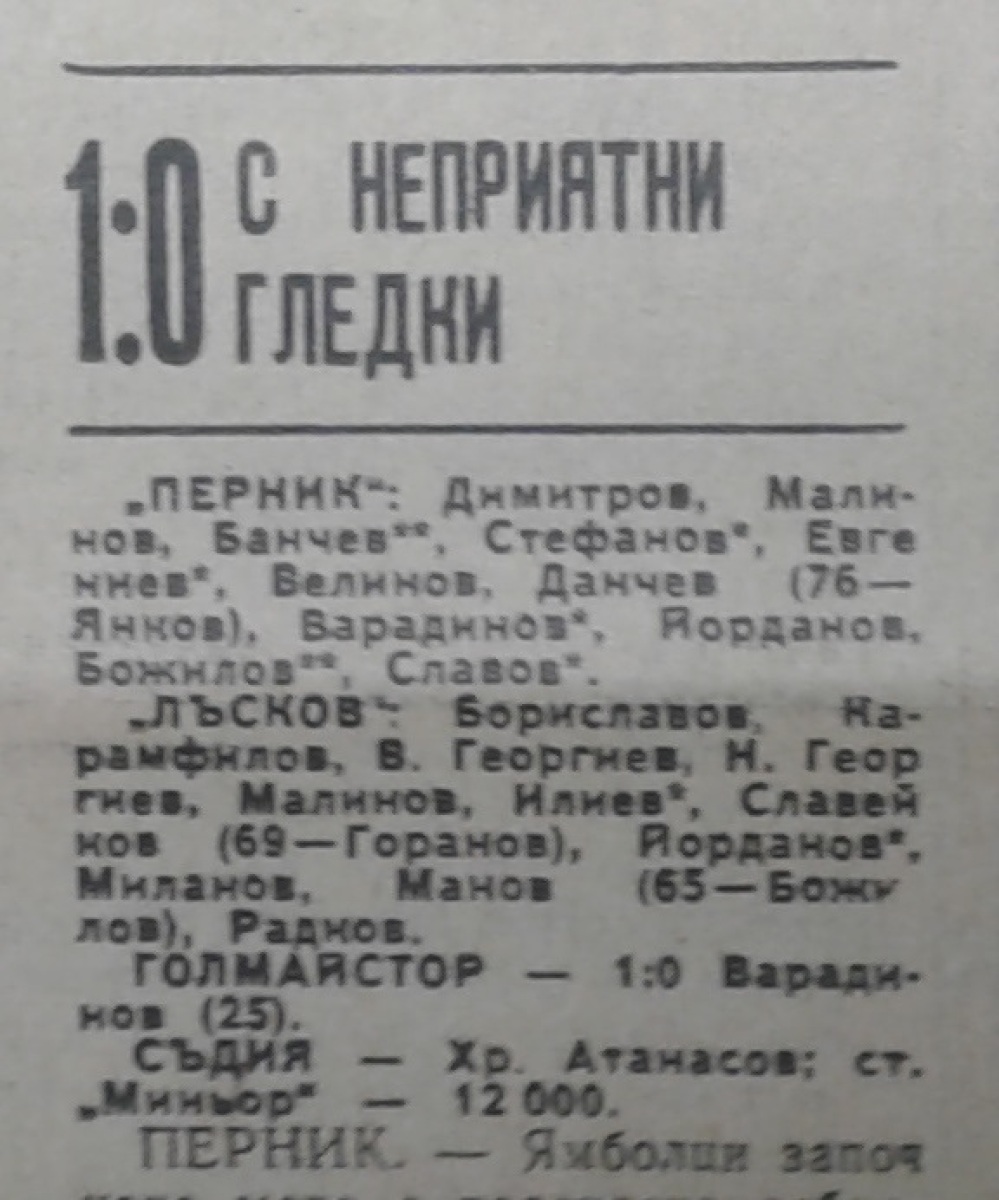 1:0 С НЕПРИЯТНИ
ГЛЕДКИ
„ПЕРНИК“: Димитров, Мали-
нов, Банчев**, Стефанов*, Евге
ниев*, Велинов, Данчев (76—
Янков), Варадинов*, Йорданов,
Божилов**, Славов*.
„ЛЪСКОВ“: Бориславов, Ка-
рамфилов, В. Георгиев, Н. Геор
гиев, Малинов, Илиев*, Славей
ков (69—Горанов), Йорданов*,
Миланов, Манов (65—Божи
лов), Радков.
ГОЛМАЙСТОР — 1:0 Варади-
нов (25).
СЪДИЯ — Хр. Атанасов; ст.
„Миньор“ — 12 000.
ПЕРНИК. — Ямболци започ